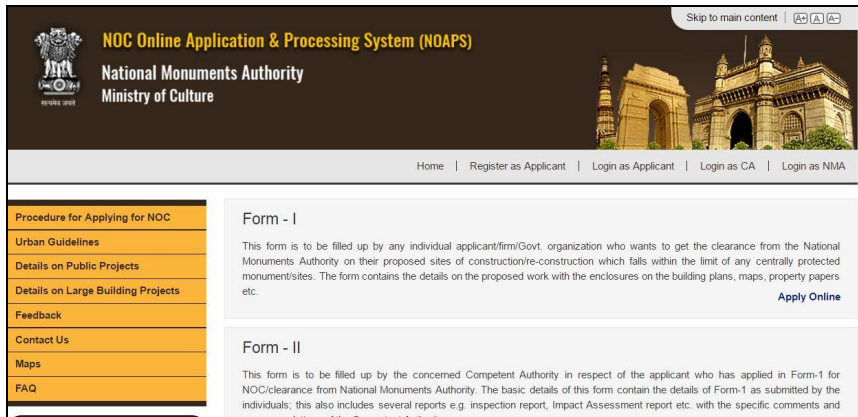 Skip to main content | A+ A A-
NOC Online Application & Processing System (NOAPS)
National Monuments Authority
Ministry of Culture
सत्यमेव जयते
Home | Register as Applicant | Login as Applicant | Login as CA | Login as NMA
Procedure for Applying for NOC
Urban Guidelines
Details on Public Projects
Details on Large Building Projects
Feedback
Contact Us
Maps
FAQ
Form - I
This form is to be filled up by any individual applicant/firm/Govt. organization who wants to get the clearance from the National
Monuments Authority on their proposed sites of construction/re-construction which falls within the limit of any centrally protected
monument/sites. The form contains the details on the proposed work with the enclosures on the building plans, maps, property papers
etc.
Apply Online
Form - II
This form is to be filled up by the concerned Competent Authority in respect of the applicant who has applied in Form-1 for
NOC/clearance from National Monuments Authority. The basic details of this form contain the details of Form-1 as submitted by the
individuals; this also includes several reports e.g. inspection report, Impact Assessment report etc. with the specific comments and